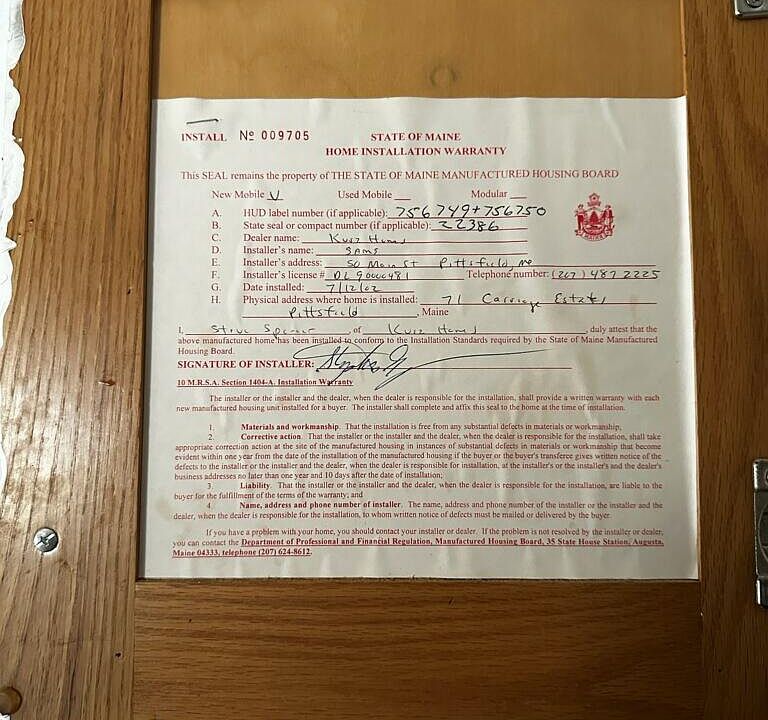 INSTALL Nº 009705 STATE OF MAINE
HOME INSTALLATION WARRANTY
This SEAL remains the property of THE STATE OF MAINE MANUFACTURED HOUSING BOARD
New Mobile V Used Mobile Modular
A. HUD label number (if applicable): 756749+756750
B. State seal or compact number (if applicable): 22386
C. Dealer name: Homes
D. Installer's name: Same
E. Installer's address: 50 Main St Pittsfield, me
F. Installer's license # DL90000481 Telephone number: (207) 487 2225
G. Date installed: 7/12/02
H. Physical address where home is installed: 71 Carriage Estates
Pittsfield, Maine
I, Steve Spencer, of Homes, duly attest that the
above manufactured home has been installed to conform to the Installation Standards required by the State of Maine Manufactured
Housing Board.
SIGNATURE OF INSTALLER:
10 M.R.S.A. Section 1404-A. Installation Warranty
The installer or the installer and the dealer, when the dealer is responsible for the installation, shall provide a written warranty with each
new manufactured housing unit installed for a buyer. The installer shall complete and affix this seal to the home at the time of installation.
1. Materials and workmanship. That the installation is free from any substantial defects in materials or workmanship;
2. Corrective action. That the installer or the installer and the dealer, when the dealer is responsible for the installation, shall take
appropriate corrective action at the site of the manufactured housing in instances of substantial defects in materials or workmanship that become
evident within one year from the date of the installation of the manufactured housing if the buyer or the buyer's transferee gives written notice of the
defects to the installer or the installer and the dealer, when the dealer is responsible for installation, at the installer's or the installer's and the dealer's
business addresses no later than one year and 10 days after the date of installation;
3. Liability. That the installer or the installer and the dealer, when the dealer is responsible for the installation, are liable to the
buyer for the fulfillment of the terms of the warranty; and
4. Name, address and phone number of installer. The name, address and phone number of the installer or the installer and the
dealer, when the dealer is responsible for the installation, to whom written notice of defects must be mailed or delivered by the buyer.
If you have a problem with your home, you should contact your installer or dealer. If the problem is not resolved by the installer or dealer,
you can contact the Department of Professional and Financial Regulation, Manufactured Housing Board, 35 State House Station, Augusta,
Maine 04333, telephone (207) 624-8612.